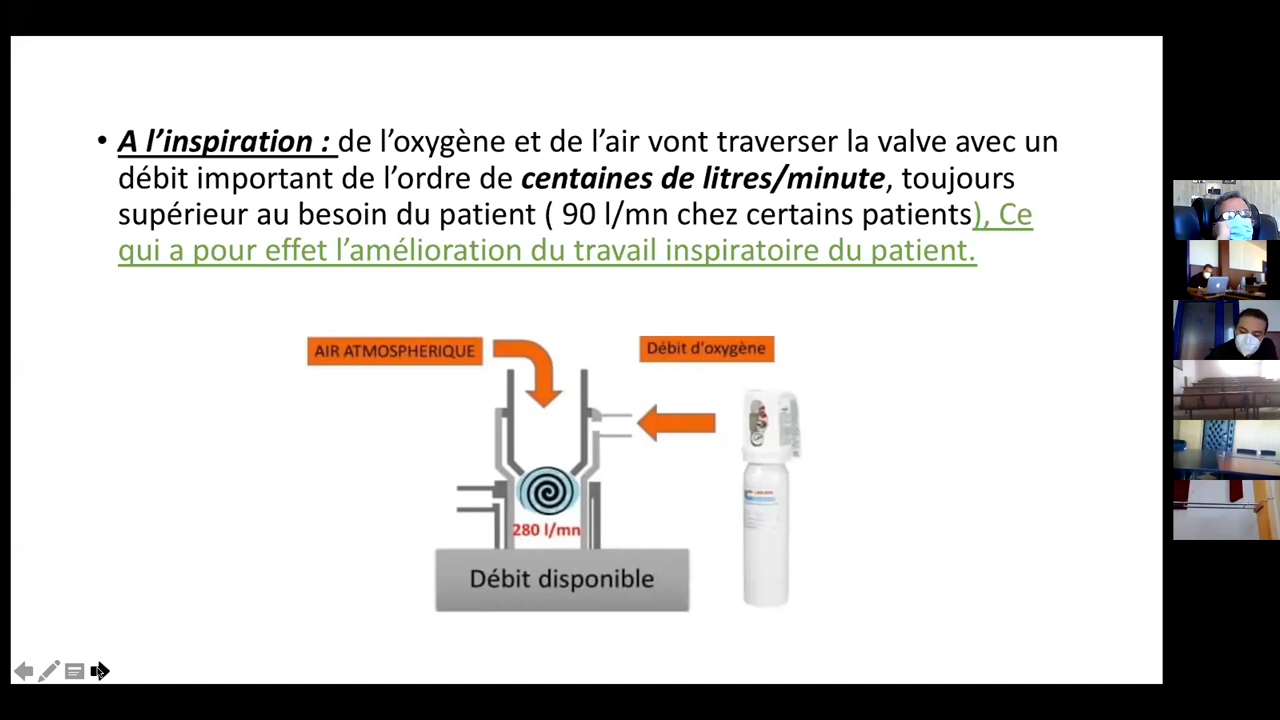 • A l’inspiration : de l’oxygène et de l’air vont traverser la valve avec un
débit important de l’ordre de centaines de litres/minute, toujours
supérieur au besoin du patient ( 90 l/mn chez certains patients), Ce
qui a pour effet l’amélioration du travail inspiratoire du patient.
AIR ATMOSPHERIQUE
Débit d'oxygène
280 l/mn
Débit disponible